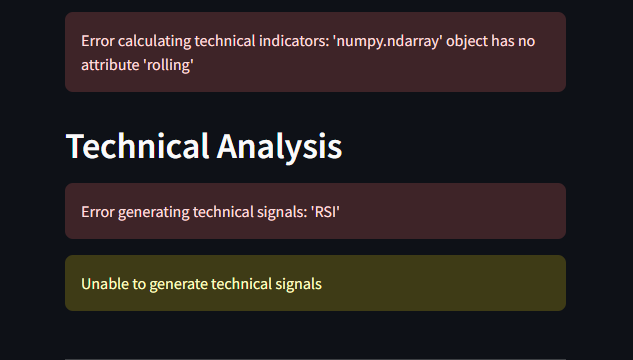 Error calculating technical indicators: 'numpy.ndarray' object has no
attribute 'rolling'
Technical Analysis
Error generating technical signals: 'RSI'
Unable to generate technical signals